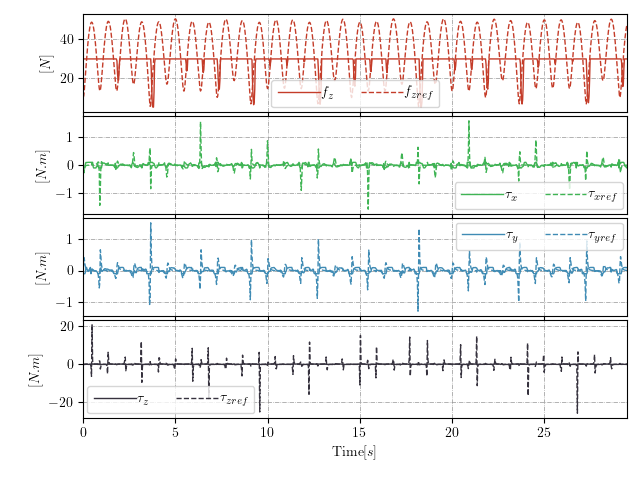 40
20
[N]
f_z f_zref
1
0
−1
[N.m]
τ_x τ_xref
1
0
−1
[N.m]
τ_y τ_yref
20
0
−20
[N.m]
τ_z τ_zref
0 5 10 15 20 25
Time[s]